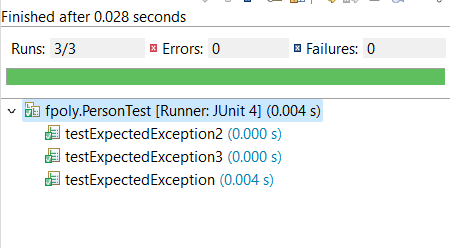 Finished after 0.028 seconds
Runs: 3/3 Errors: 0 Failures: 0
fpoly.PersonTest [Runner: JUnit 4] (0.004 s)
testExpectedException2 (0.000 s)
testExpectedException3 (0.000 s)
testExpectedException (0.004 s)